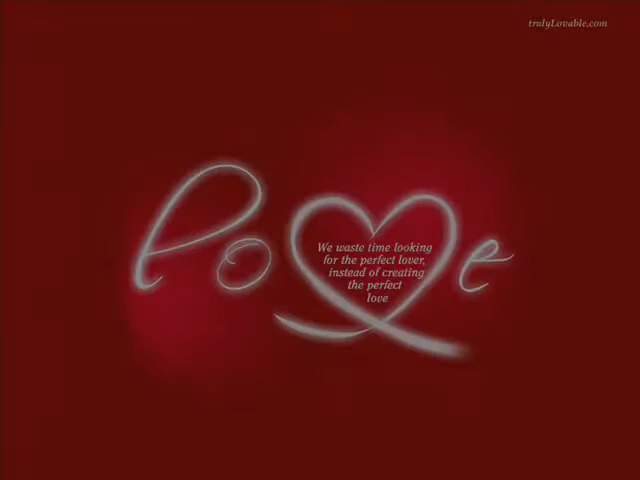 trulyLovable.com
love
We waste time looking
for the perfect lover,
instead of creating
the perfect
love